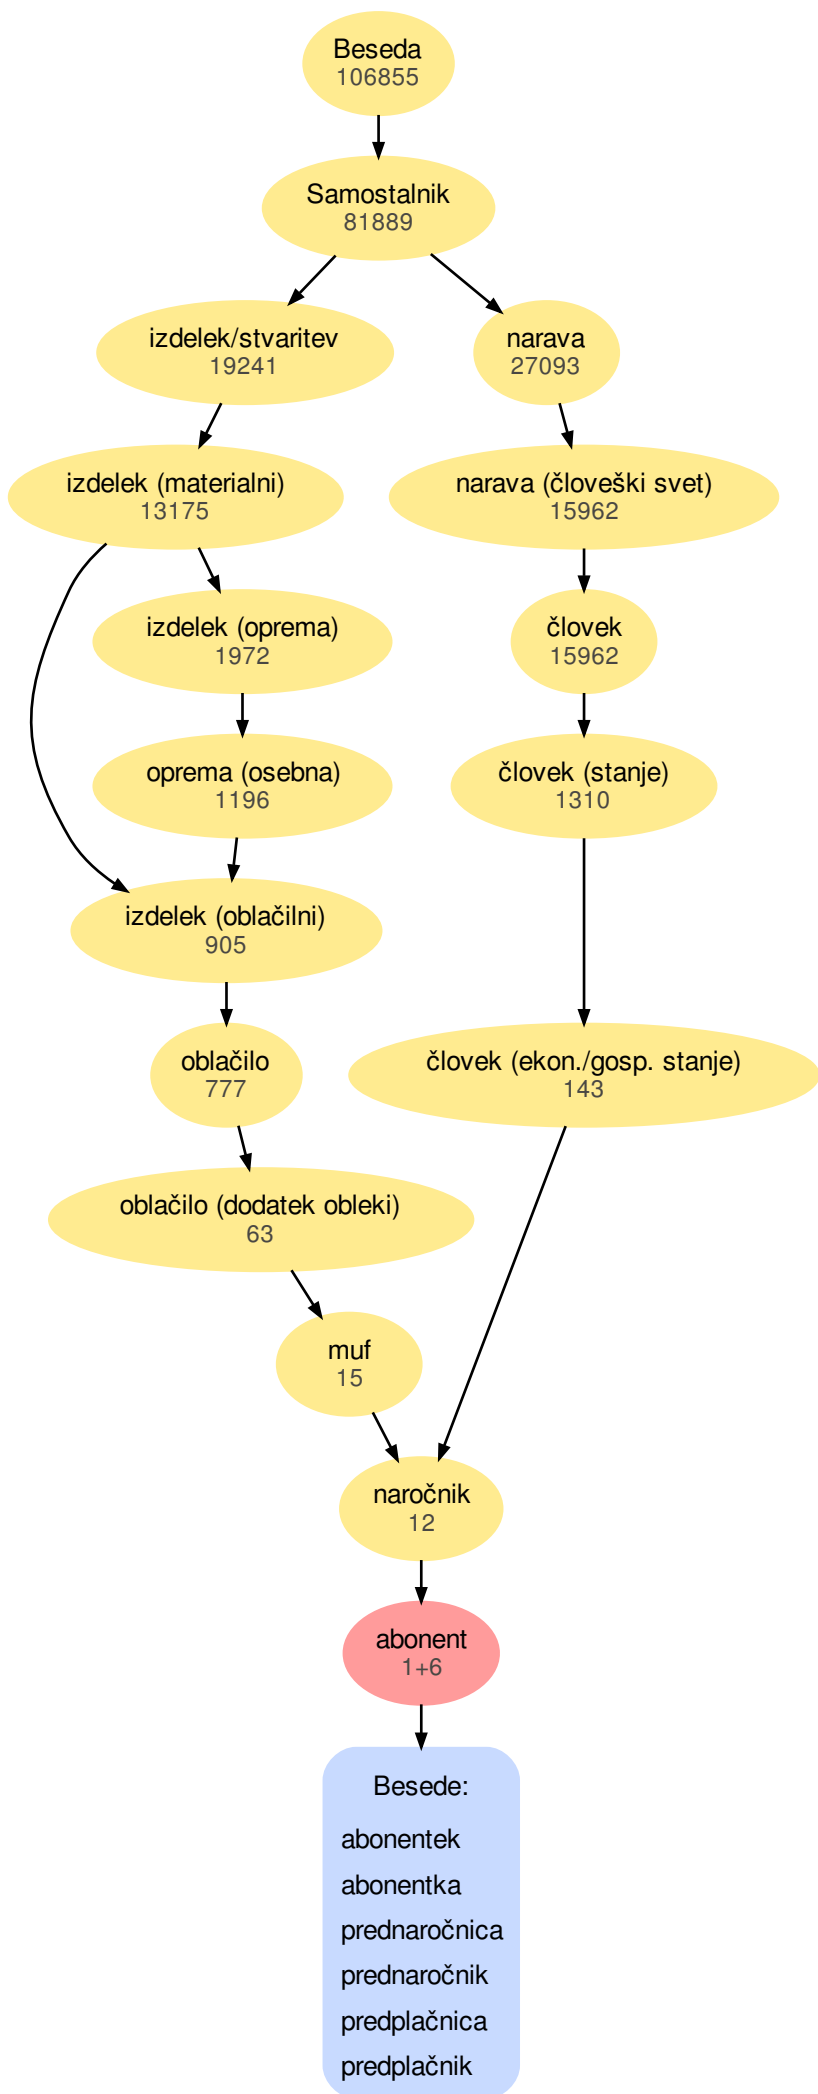 Beseda
106855
Samostalnik
81889
izdelek/stvaritev
19241
narava
27093
izdelek (materialni)
13175
narava (človeški svet)
15962
izdelek (oprema)
1972
človek
15962
oprema (osebna)
1196
človek (stanje)
1310
izdelek (oblačilni)
905
oblačilo
777
človek (ekon./gosp. stanje)
143
oblačilo (dodatek obleki)
63
muf
15
naročnik
12
abonent
1+6
Besede:
abonentek
abonentka
prednaročnica
prednaročnik
predplačnica
predplačnik